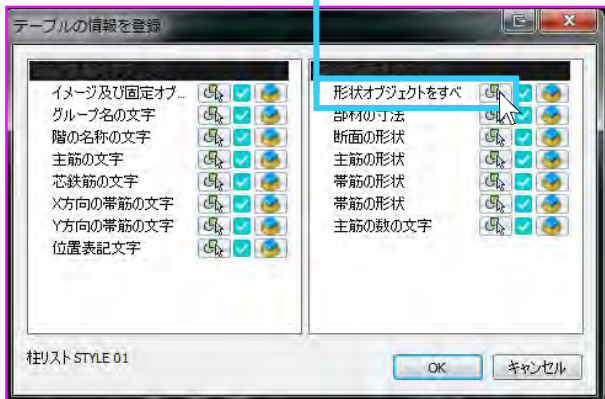 テーブルの情報を登録
イメージ及び固定オブ...
グループ名の文字
階の名称の文字
主筋の文字
芯鉄筋の文字
X方向の帯筋の文字
Y方向の帯筋の文字
位置表記文字
形状オブジェクトをすべ
部材の寸法
断面の形状
主筋の形状
帯筋の形状
帯筋の形状
主筋の数の文字
柱リスト STYLE 01
OK
キャンセル